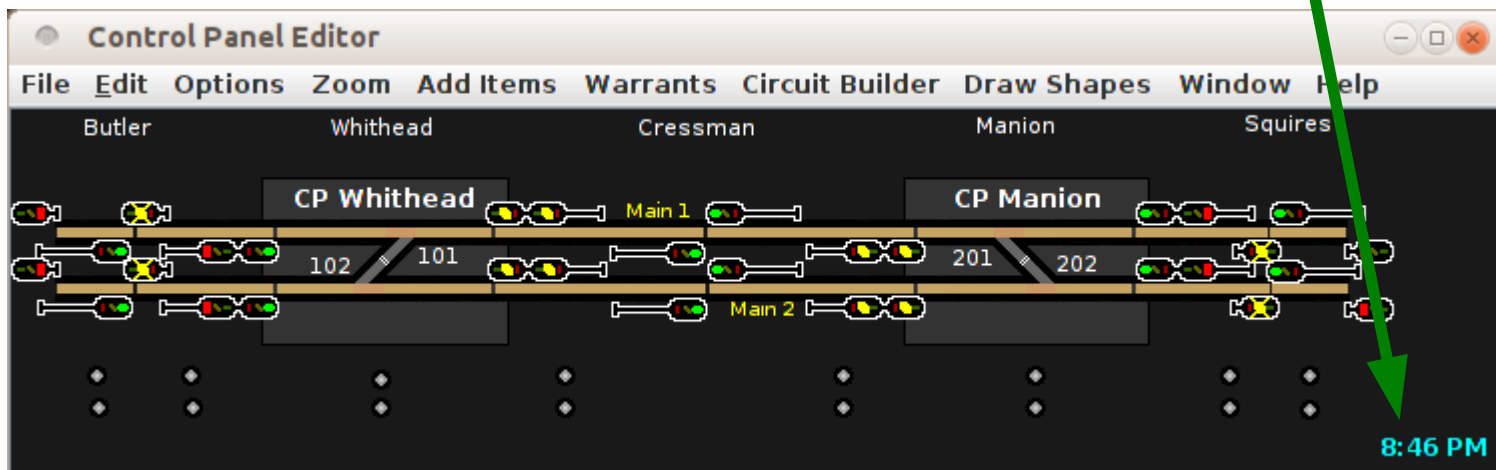 Control Panel Editor
File Edit Options Zoom Add Items Warrants Circuit Builder Draw Shapes Window Help
Butler Whithead Cressman Manion Squires
CP Whithead CP Manion
Main 1
102 101 201 202
Main 2
8:46 PM